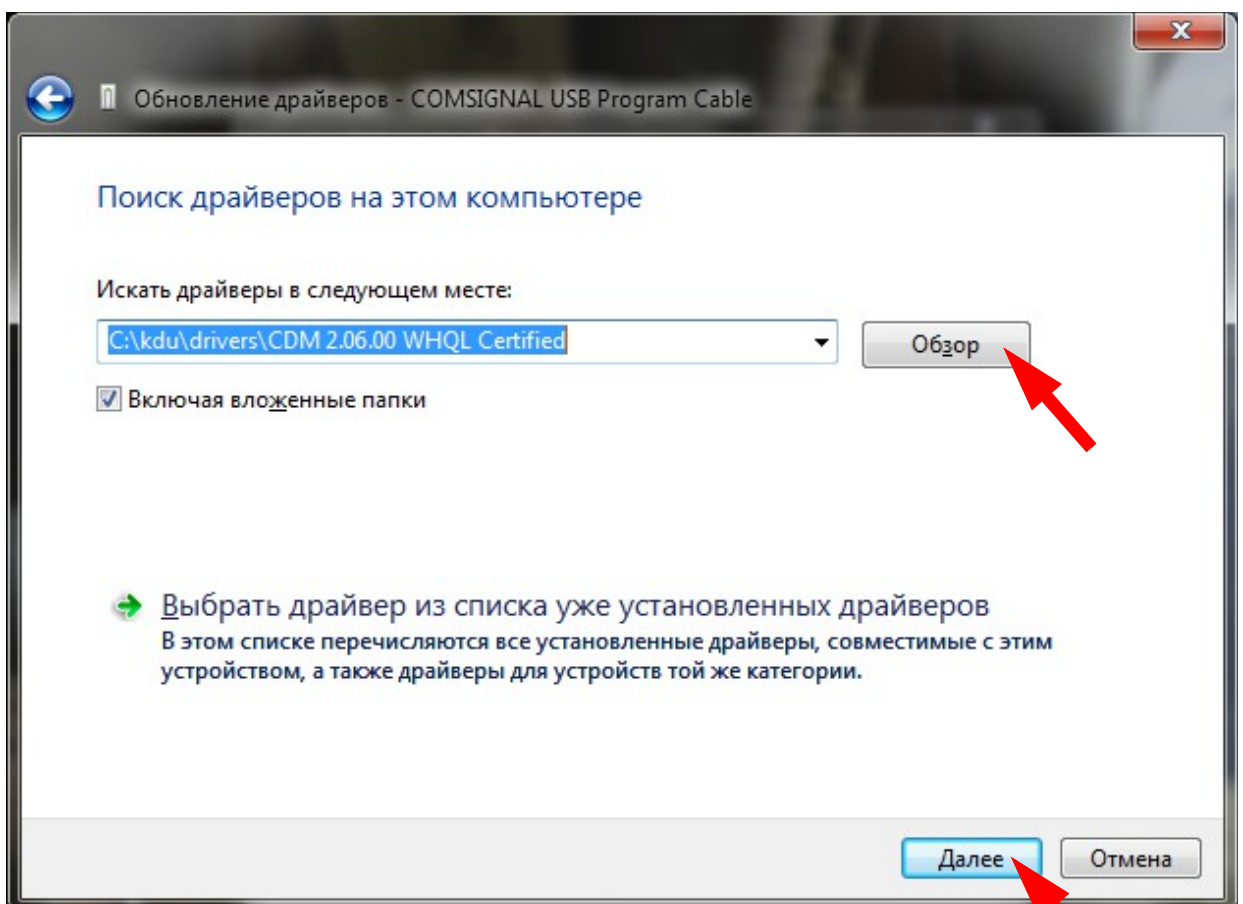 Обновление драйверов - COMSIGNAL USB Program Cable
Поиск драйверов на этом компьютере
Искать драйверы в следующем месте:
C:\kdu\drivers\CDM 2.06.00 WHQL Certified
Обзор
Включая вложенные папки
Выбрать драйвер из списка уже установленных драйверов
В этом списке перечисляются все установленные драйверы, совместимые с этим
устройством, а также драйверы для устройств той же категории.
Далее
Отмена